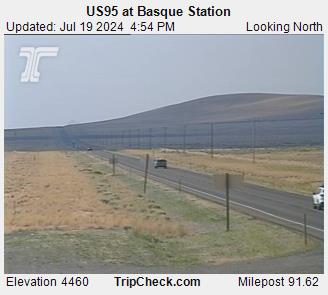 US95 at Basque Station
Updated: Jul 19 2024 4:54 PM Looking North
Elevation 4460 TripCheck.com Milepost 91.62